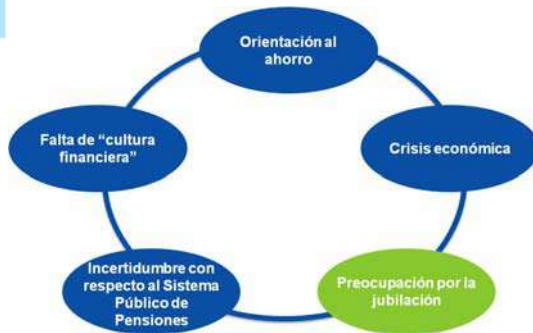 Orientación al
ahorro
Falta de “cultura
financiera”
Crisis económica
Incertidumbre con
respecto al Sistema
Público de
Pensiones
Preocupación por la
jubilación